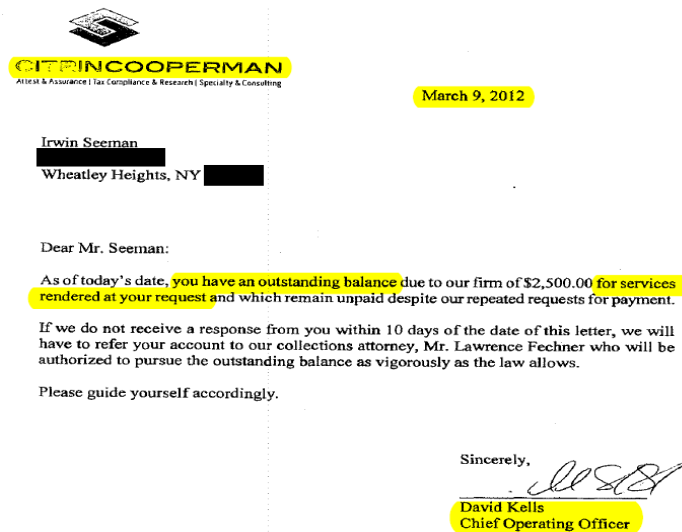 CITRINCOOPERMAN
Attest & Assurance | Tax Compliance & Research | Specialty & Consulting
March 9, 2012
Irwin Seeman
Wheatley Heights, NY
Dear Mr. Seeman:
As of today's date, you have an outstanding balance due to our firm of $2,500.00 for services
rendered at your request and which remain unpaid despite our repeated requests for payment.
If we do not receive a response from you within 10 days of the date of this letter, we will
have to refer your account to our collections attorney, Mr. Lawrence Fechner who will be
authorized to pursue the outstanding balance as vigorously as the law allows.
Please guide yourself accordingly.
Sincerely,
David Kells
Chief Operating Officer